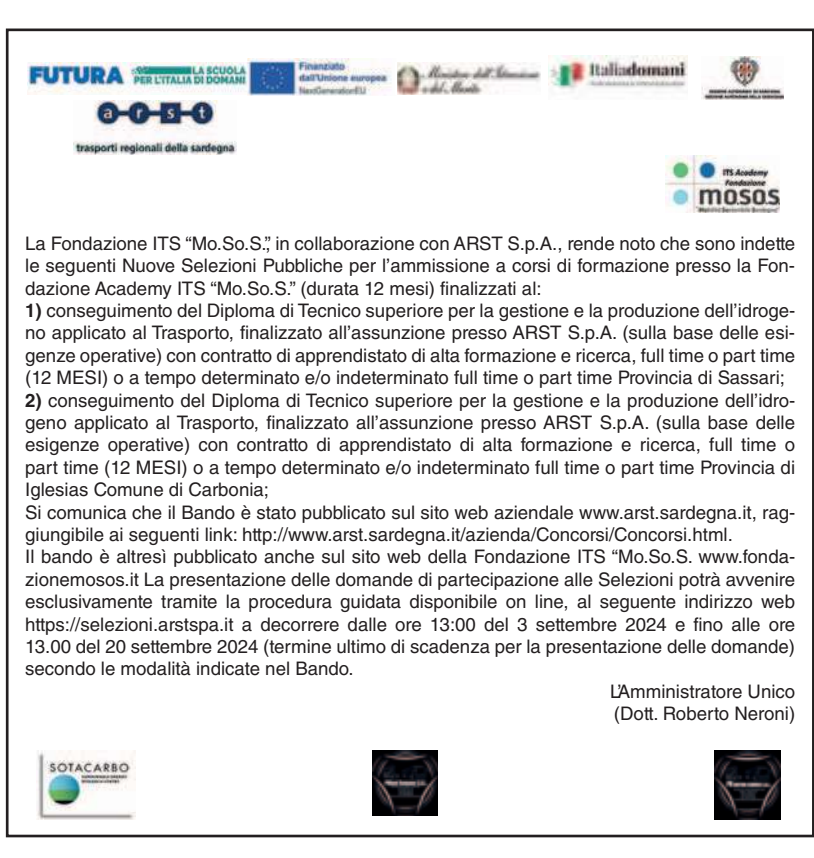 FUTURA
LA SCUOLA
PER L'ITALIA DI DOMANI
Finanziato
dall'Unione europea
NextGenerationEU
Ministero dell'Istruzione
e del Merito
Italiadomani
a-r-s-t
trasporti regionali della sardegna
ITS Academy
Fondazione
mo.so.s
La Fondazione ITS “Mo.So.S.”, in collaborazione con ARST S.p.A., rende noto che sono indette
le seguenti Nuove Selezioni Pubbliche per l’ammissione a corsi di formazione presso la Fon-
dazione Academy ITS “Mo.So.S.” (durata 12 mesi) finalizzati al:
1) conseguimento del Diploma di Tecnico superiore per la gestione e la produzione dell’idroge-
no applicato al Trasporto, finalizzato all’assunzione presso ARST S.p.A. (sulla base delle esi-
genze operative) con contratto di apprendistato di alta formazione e ricerca, full time o part time
(12 MESI) o a tempo determinato e/o indeterminato full time o part time Provincia di Sassari;
2) conseguimento del Diploma di Tecnico superiore per la gestione e la produzione dell’idro-
geno applicato al Trasporto, finalizzato all’assunzione presso ARST S.p.A. (sulla base delle
esigenze operative) con contratto di apprendistato di alta formazione e ricerca, full time o
part time (12 MESI) o a tempo determinato e/o indeterminato full time o part time Provincia di
Iglesias Comune di Carbonia;
Si comunica che il Bando è stato pubblicato sul sito web aziendale www.arst.sardegna.it, rag-
giungibile ai seguenti link: http://www.arst.sardegna.it/azienda/Concorsi/Concorsi.html.
Il bando è altresì pubblicato anche sul sito web della Fondazione ITS “Mo.So.S. www.fonda-
zionemosos.it La presentazione delle domande di partecipazione alle Selezioni potrà avvenire
esclusivamente tramite la procedura guidata disponibile on line, al seguente indirizzo web
https://selezioni.arstspa.it a decorrere dalle ore 13:00 del 3 settembre 2024 e fino alle ore
13.00 del 20 settembre 2024 (termine ultimo di scadenza per la presentazione delle domande)
secondo le modalità indicate nel Bando.
L’Amministratore Unico
(Dott. Roberto Neroni)
SOTACARBO